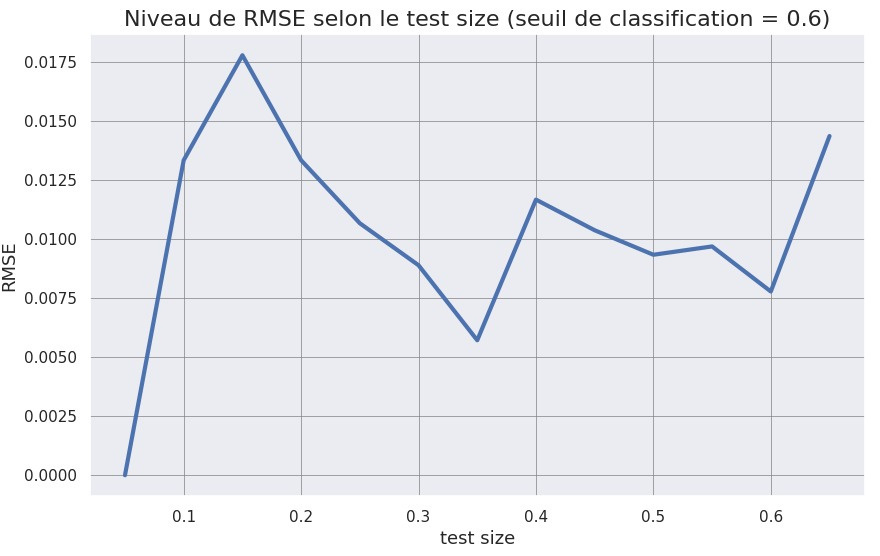 Niveau de RMSE selon le test size (seuil de classification = 0.6)
0.0175
0.0150
0.0125
0.0100
RMSE
0.0075
0.0050
0.0025
0.0000
0.1 0.2 0.3 0.4 0.5 0.6
test size